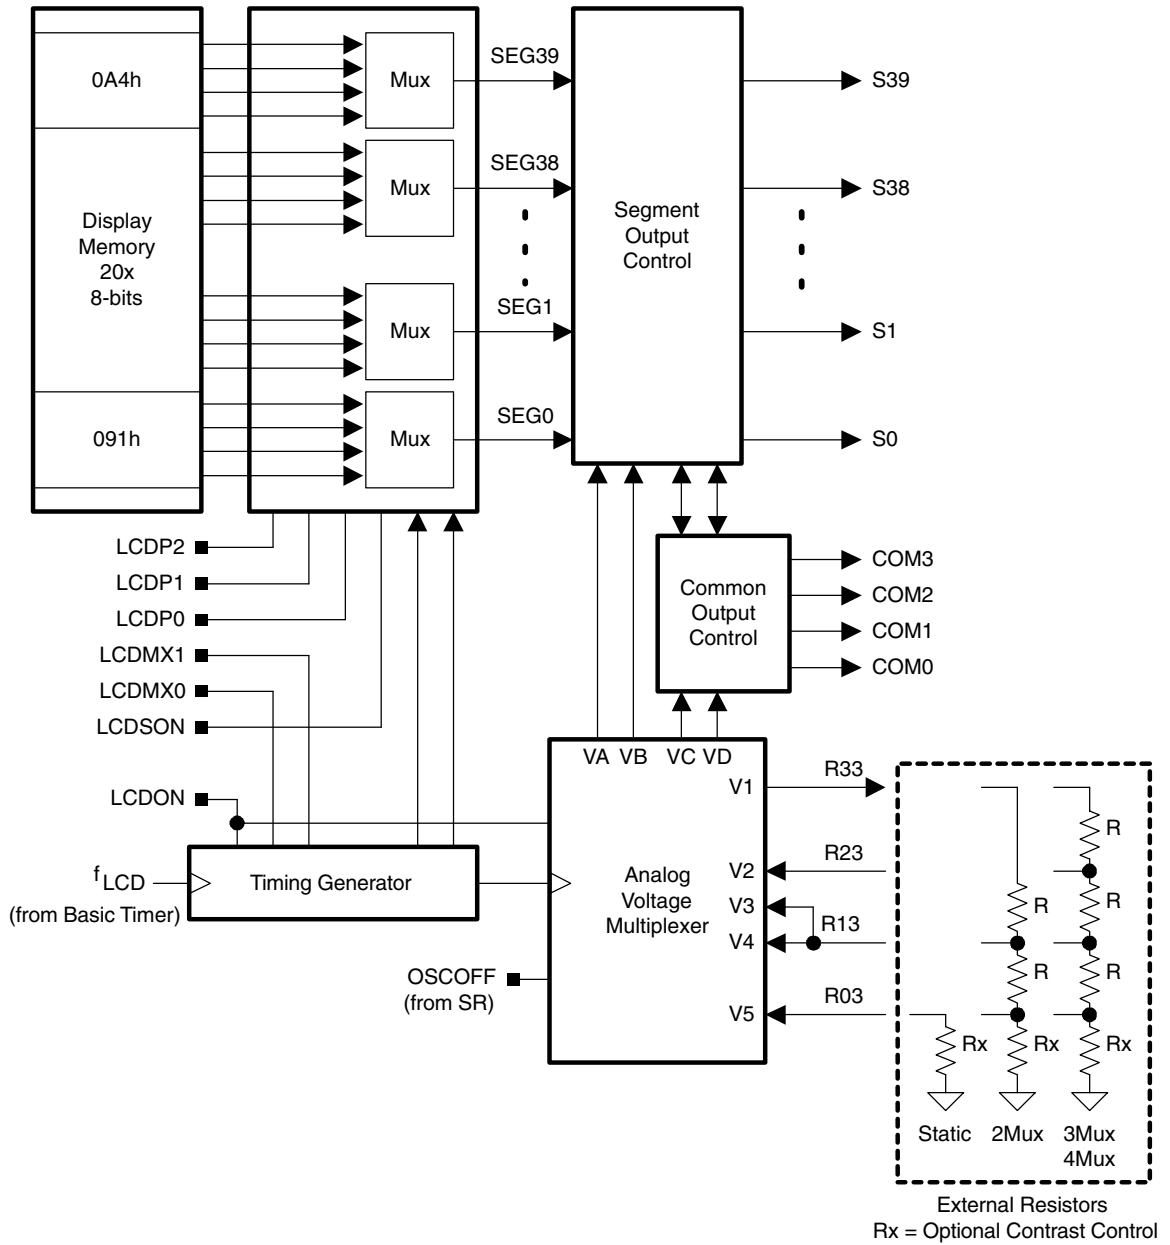 0A4h
Display
Memory
20x
8-bits
091h
Mux
Mux
Mux
Mux
SEG39
SEG38
SEG1
SEG0
Segment
Output
Control
S39
S38
S1
S0
LCDP2
LCDP1
LCDP0
LCDMX1
LCDMX0
LCDSON
LCDON
fLCD
(from Basic Timer)
Timing Generator
OSCOFF
(from SR)
Common
Output
Control
COM3
COM2
COM1
COM0
VA VB VC VD
V1
V2
V3
V4
V5
Analog
Voltage
Multiplexer
R33
R23
R13
R03
R
R
R
R
R
Rx
Rx
Rx
Static
2Mux
3Mux
4Mux
External Resistors
Rx = Optional Contrast Control